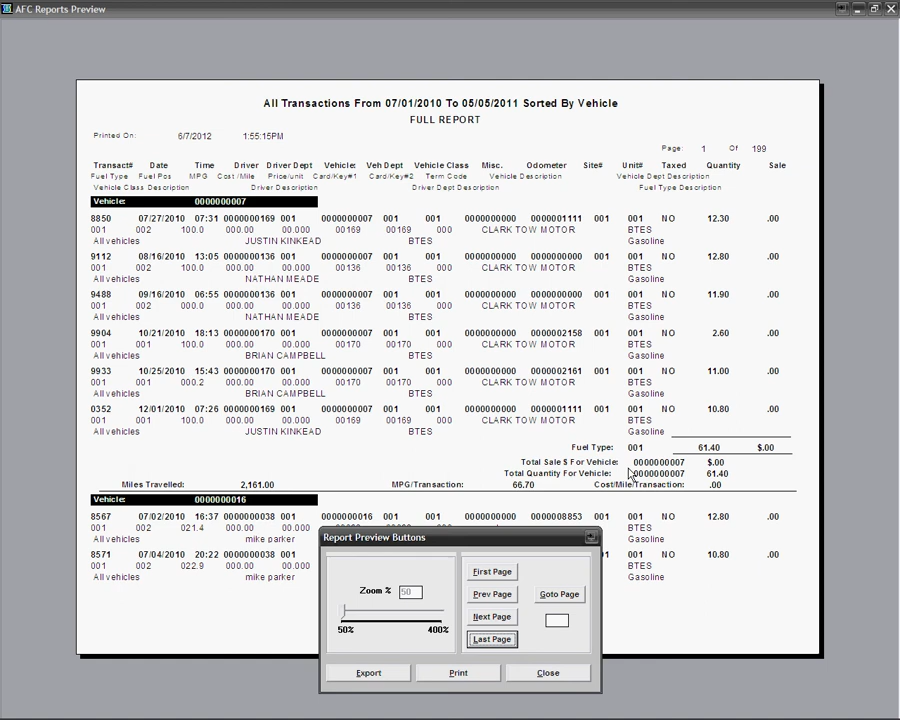 AFC Reports Preview
All Transactions From 07/01/2010 To 05/05/2011 Sorted By Vehicle
FULL REPORT
Printed On: 6/7/2012 1:55:15PM
Page: 1 Of 199
Transact# Date Time Driver Driver Dept Vehicle: Veh Dept Vehicle Class Misc. Odometer Site# Unit# Taxed Quantity Sale
Fuel Type Fuel Pos MPG Cost /Mile Price/unit Card/Key#1 Card/Key#2 Term Code Vehicle Description Vehicle Dept Description
Vehicle Class Description Driver Description Driver Dept Description Fuel Type Description
Vehicle: 0000000007
8850 07/27/2010 07:31 0000000169 001 0000000007 001 001 0000000000 0000001111 001 001 NO 12.30 .00
001 002 100.0 000.00 00.000 00169 00169 000 CLARK TOW MOTOR BTES
All vehicles JUSTIN KINKEAD BTES Gasoline
9112 08/16/2010 13:05 0000000136 001 0000000007 001 001 0000000000 0000000000 001 001 NO 12.80 .00
001 002 100.0 000.00 00.000 00136 00136 000 CLARK TOW MOTOR BTES
All vehicles NATHAN MEADE BTES Gasoline
9488 09/16/2010 06:55 0000000136 001 0000000007 001 001 0000000000 0000000000 001 001 NO 11.90 .00
001 002 000.0 000.00 00.000 00136 00136 000 CLARK TOW MOTOR BTES
All vehicles NATHAN MEADE BTES Gasoline
9904 10/21/2010 18:13 0000000170 001 0000000007 001 001 0000000000 0000002158 001 001 NO 2.60 .00
001 001 100.0 000.00 00.000 00170 00170 000 CLARK TOW MOTOR BTES
All vehicles BRIAN CAMPBELL BTES Gasoline
9933 10/25/2010 15:43 0000000170 001 0000000007 001 001 0000000000 0000002161 001 001 NO 11.00 .00
001 001 000.2 000.00 00.000 00170 00170 000 CLARK TOW MOTOR BTES
All vehicles BRIAN CAMPBELL BTES Gasoline
0352 12/01/2010 07:26 0000000169 001 0000000007 001 001 0000000000 0000001111 001 001 NO 10.80 .00
001 001 100.0 000.00 00.000 00169 00169 000 CLARK TOW MOTOR BTES
All vehicles JUSTIN KINKEAD BTES Gasoline
Fuel Type: 001 61.40 $.00
Total Sale $ For Vehicle: 0000000007 $.00
Total Quantity For Vehicle: 0000000007 61.40
Miles Travelled: 2,161.00 MPG/Transaction: 66.70 Cost/Mile/Transaction: .00
Vehicle: 0000000016
8567 07/02/2010 16:37 0000000038 001 0000000016 001 001 0000000000 0000008853 001 001 NO 12.80 .00
001 002 021.4 000.00 00.000 BTES
All vehicles mike parker Gasoline
8571 07/04/2010 20:22 0000000038 001 001 NO 10.80 .00
001 002 022.9 000.00 00.000 BTES
All vehicles mike parker Gasoline
Report Preview Buttons
Zoom % 50
50% 400%
First Page
Prev Page Goto Page
Next Page
Last Page
Export Print Close